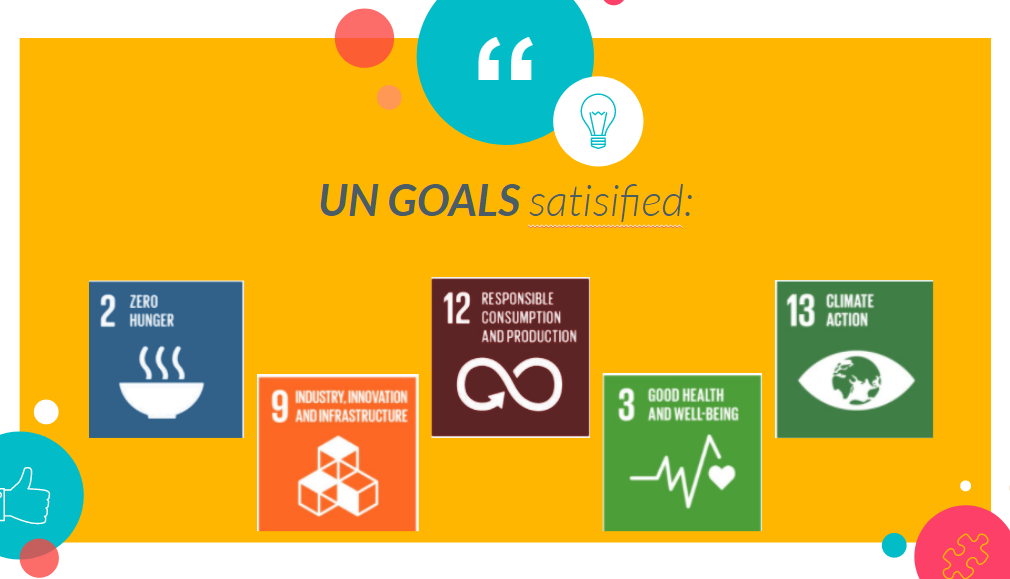 “
UN GOALS satisified:
2 ZERO
HUNGER
9 INDUSTRY, INNOVATION
AND INFRASTRUCTURE
12 RESPONSIBLE
CONSUMPTION
AND PRODUCTION
3 GOOD HEALTH
AND WELL-BEING
13 CLIMATE
ACTION